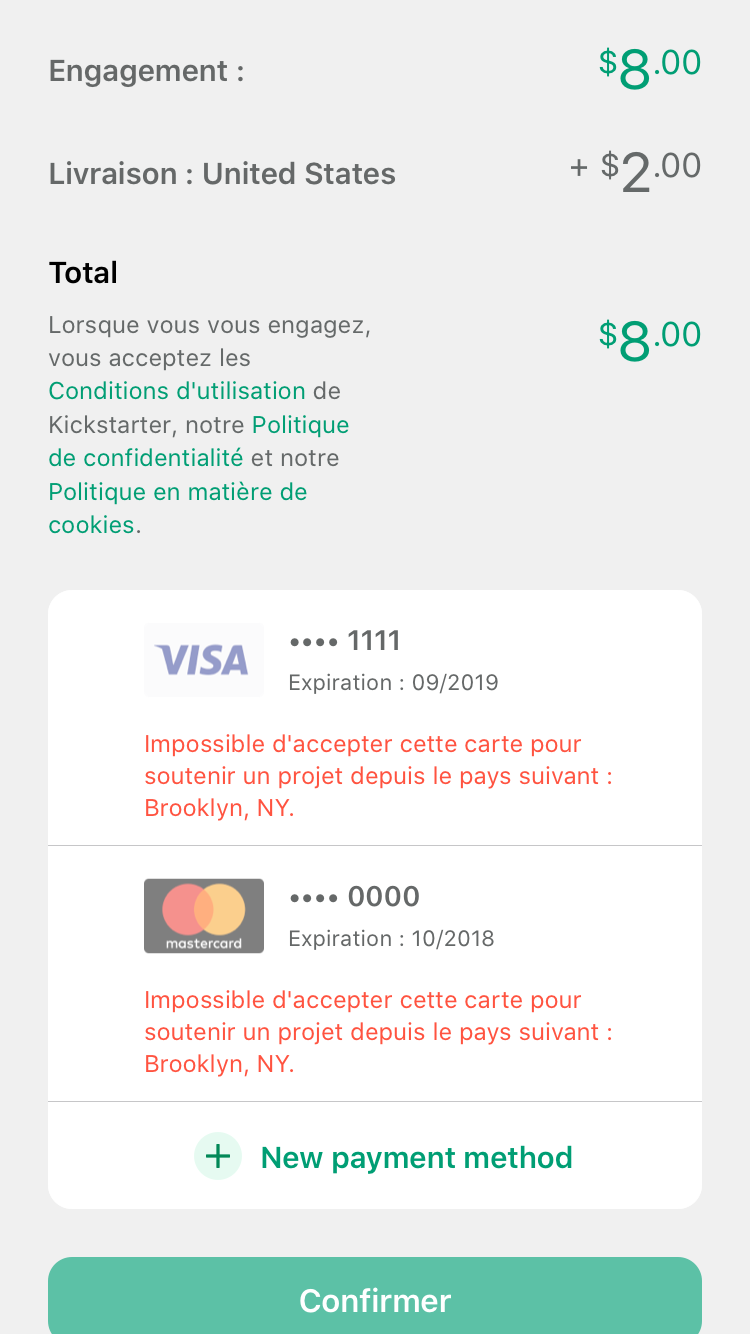 Engagement :
$8.00
Livraison : United States
+ $2.00
Total
Lorsque vous vous engagez,
vous acceptez les
Conditions d'utilisation de
Kickstarter, notre Politique
de confidentialité et notre
Politique en matière de
cookies.
$8.00
VISA
•••• 1111
Expiration : 09/2019
Impossible d'accepter cette carte pour
soutenir un projet depuis le pays suivant :
Brooklyn, NY.
mastercard
•••• 0000
Expiration : 10/2018
Impossible d'accepter cette carte pour
soutenir un projet depuis le pays suivant :
Brooklyn, NY.
+ New payment method
Confirmer